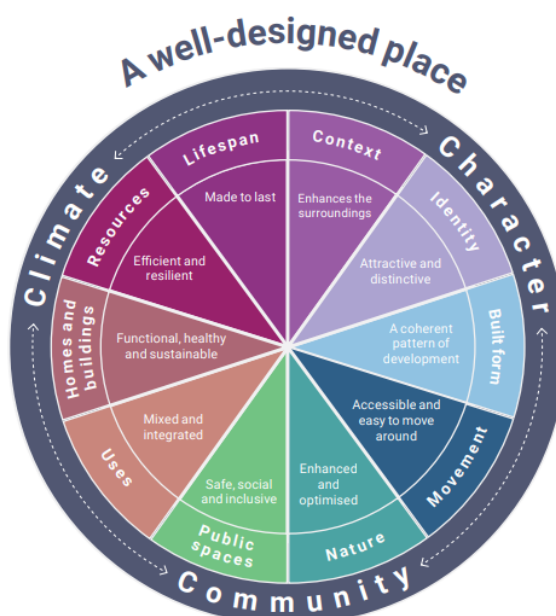 A well-designed place
Climate
Character
Community
Context
Enhances the
surroundings
Identity
Attractive and
distinctive
Built form
A coherent
pattern of
development
Movement
Accessible and
easy to move
around
Nature
Enhanced
and
optimised
Public
spaces
Safe, social
and inclusive
Uses
Mixed and
integrated
Homes and
buildings
Functional, healthy
and sustainable
Resources
Efficient and
resilient
Lifespan
Made to last